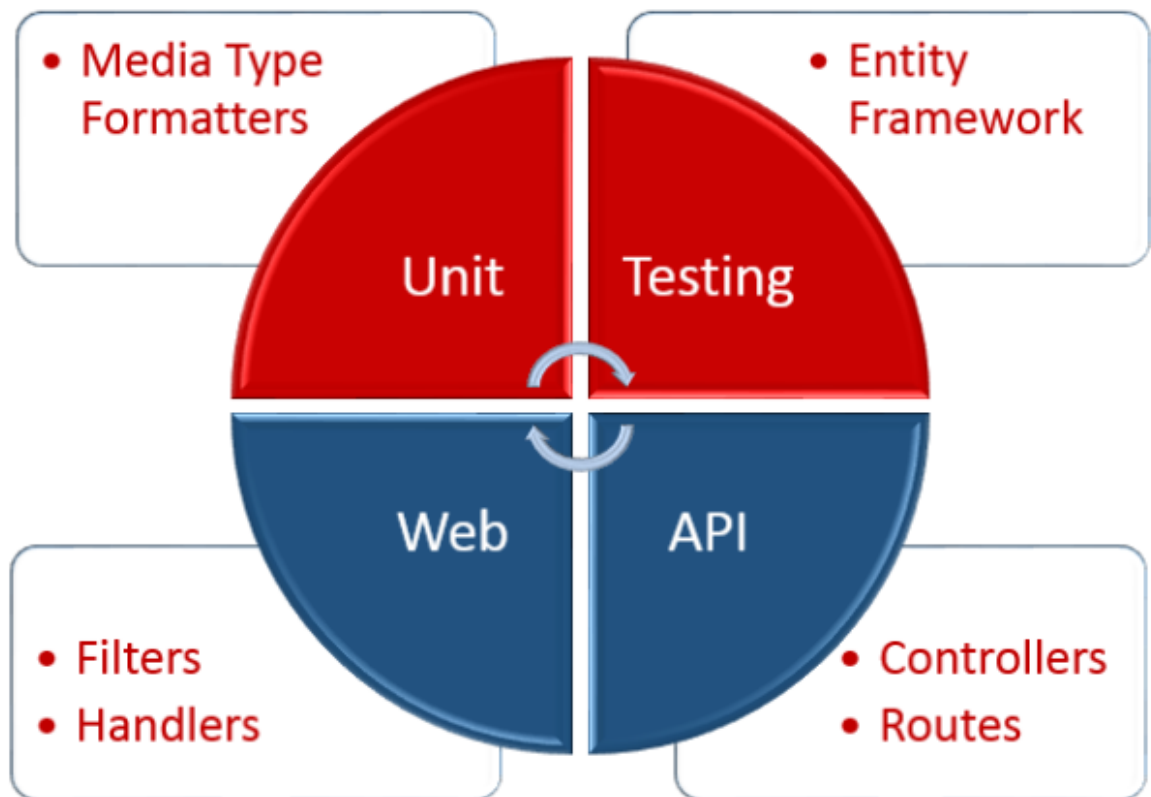 • Media Type
Formatters
• Entity
Framework
Unit
Testing
Web
API
• Filters
• Handlers
• Controllers
• Routes